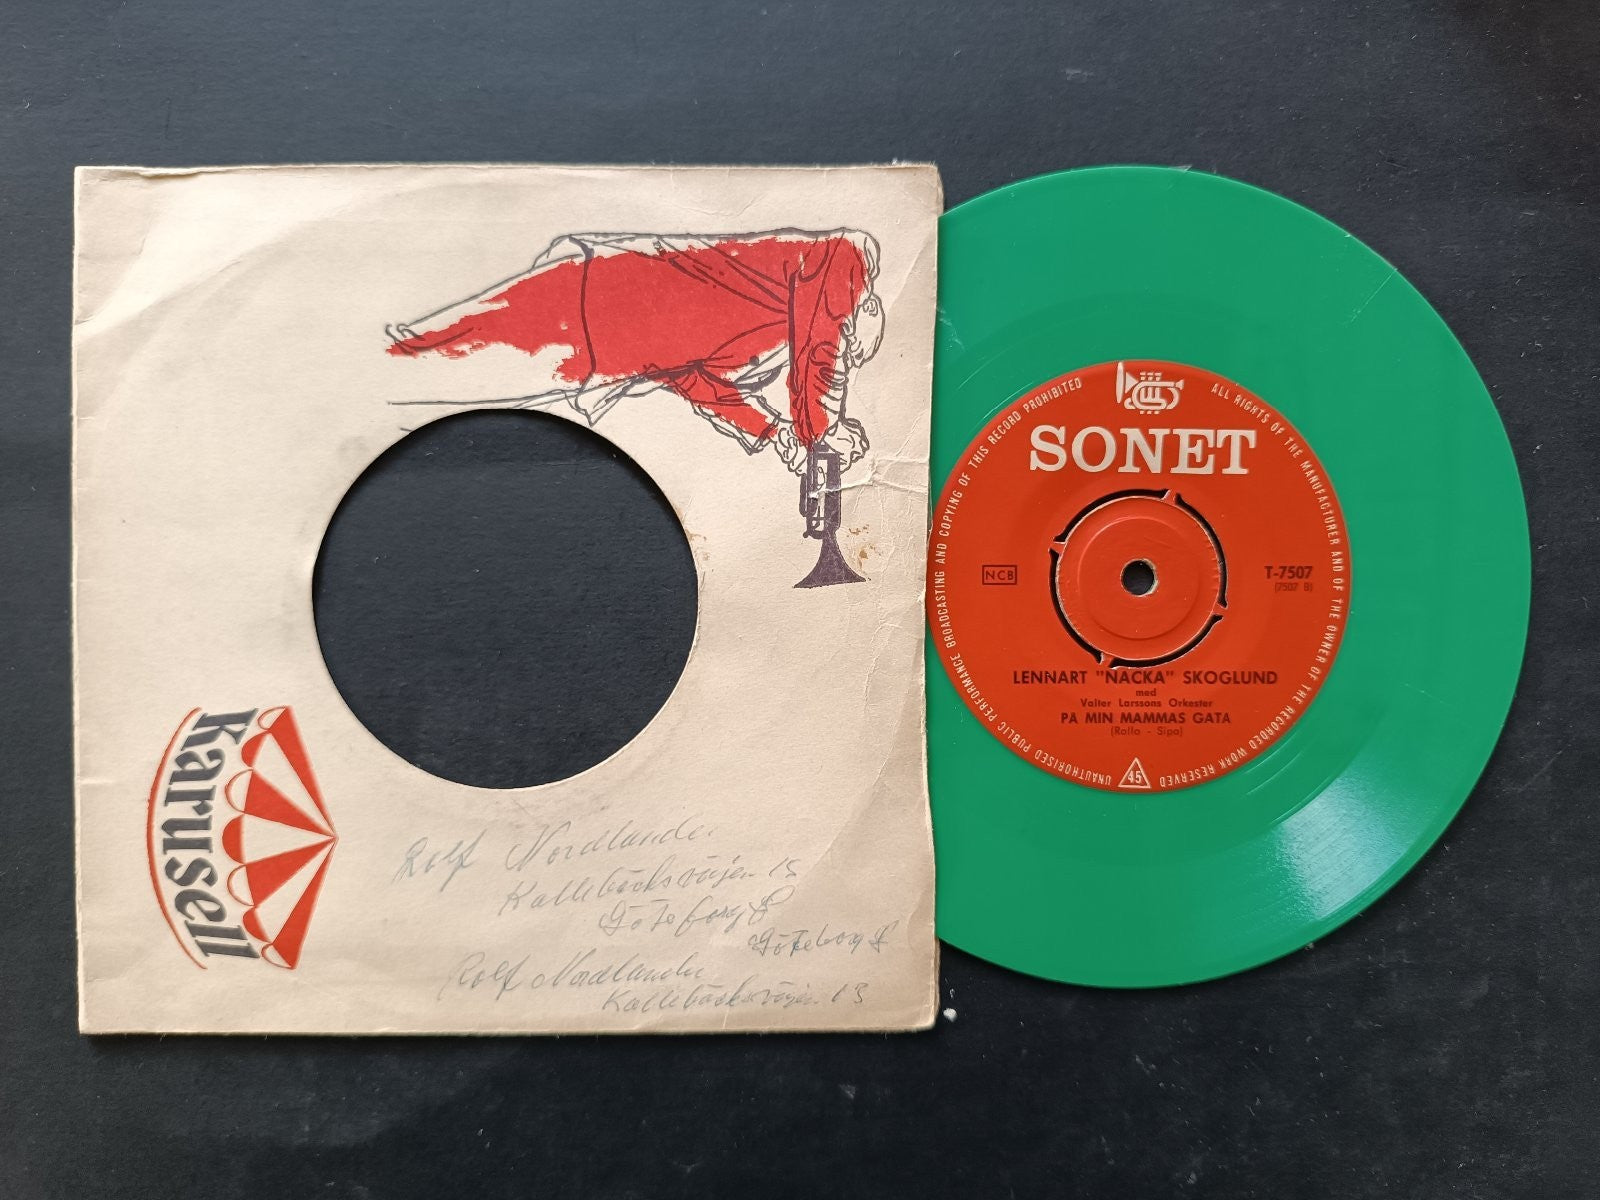 Karusell
Rolf Nordlander
Kallebäcksvägen 13
Göteborg S
Göteborg S
Rolf Nordlander
Kallebäcksvägen 13
UNAUTHORISED PUBLIC PERFORMANCE BROADCASTING AND COPYING OF THIS RECORD PROHIBITED
ALL RIGHTS OF THE MANUFACTURER AND OF THE OWNER OF THE RECORDED WORK RESERVED
SONET
NCB
T-7507
(7507 B)
LENNART "NACKA" SKOGLUND
med
Valter Larssons Orkester
PÅ MIN MAMMAS GATA
(Rollo - Sipa)
45